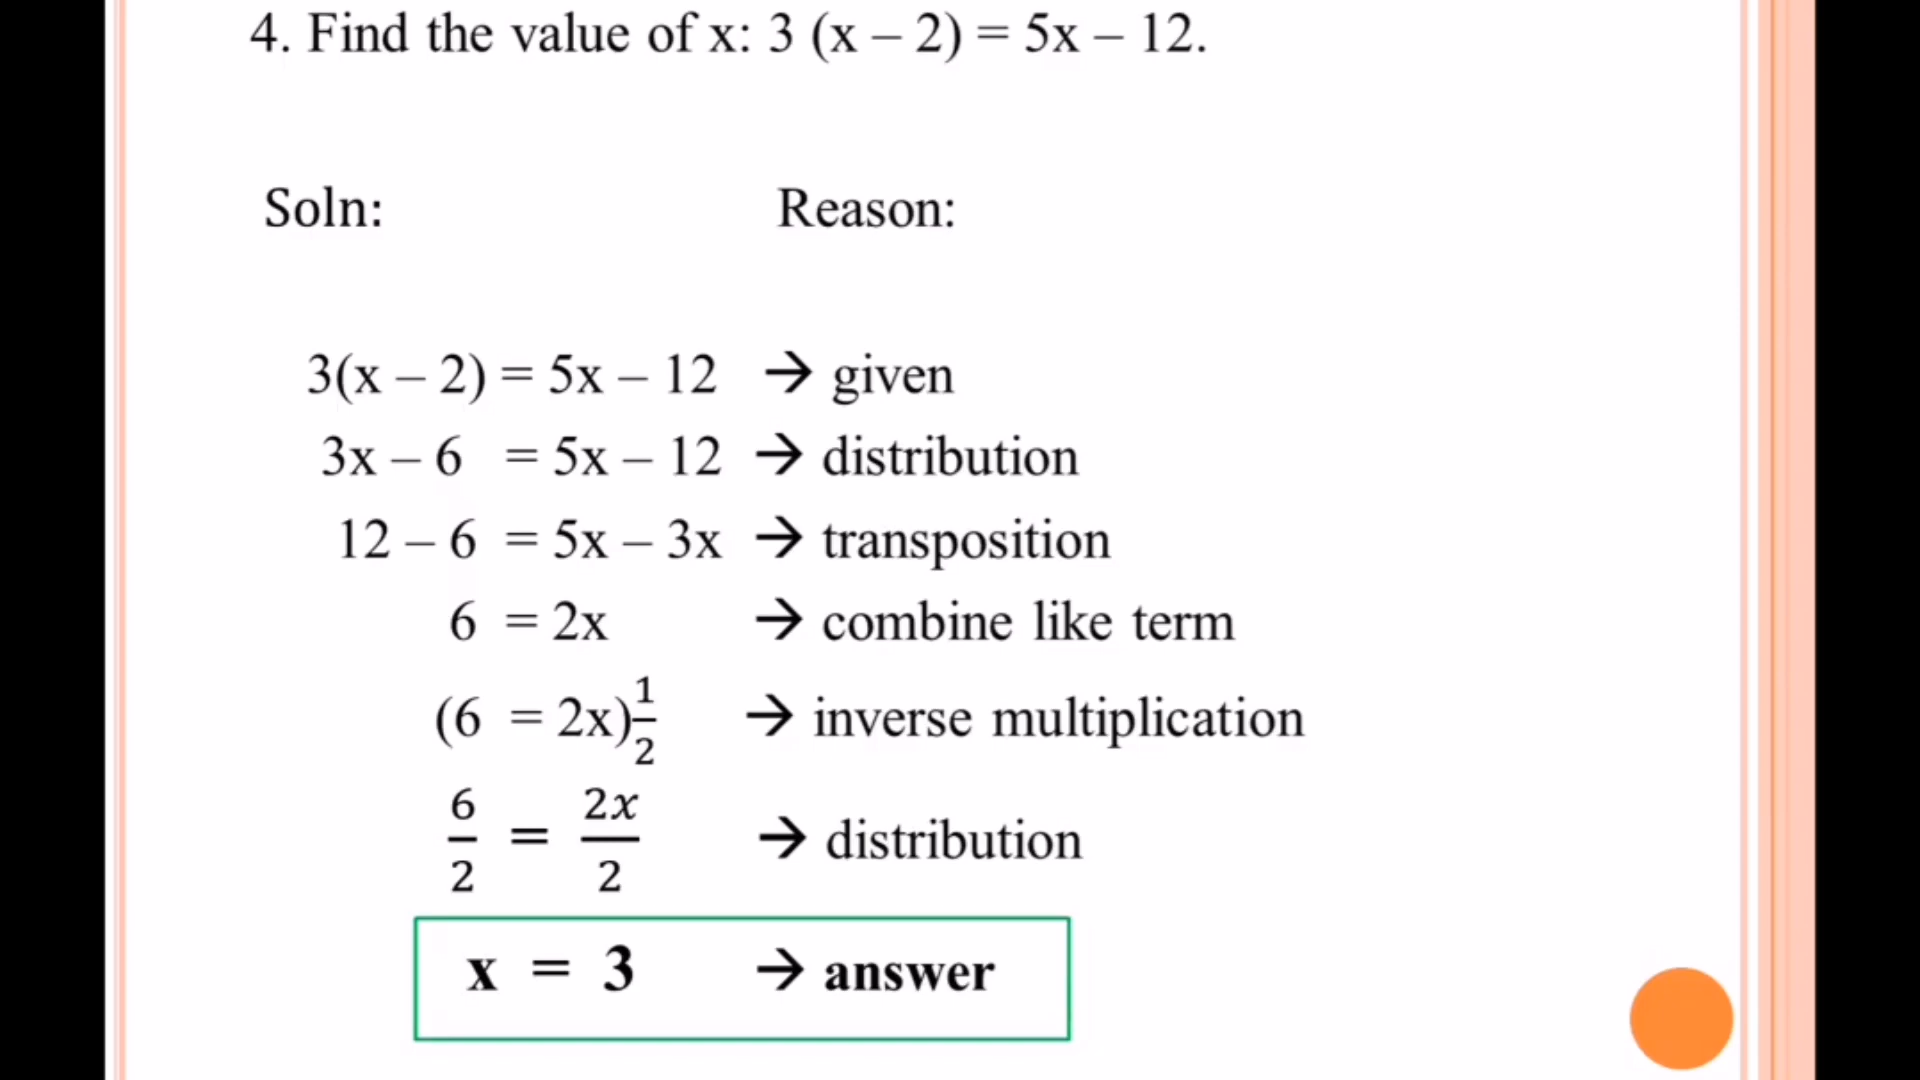 4. Find the value of x: 3 (x – 2) = 5x – 12.
Soln: Reason:
3(x – 2) = 5x – 12 → given
3x – 6 = 5x – 12 → distribution
12 – 6 = 5x – 3x → transposition
6 = 2x → combine like term
(6 = 2x)1/2 → inverse multiplication
6/2 = 2x/2 → distribution
x = 3 → answer